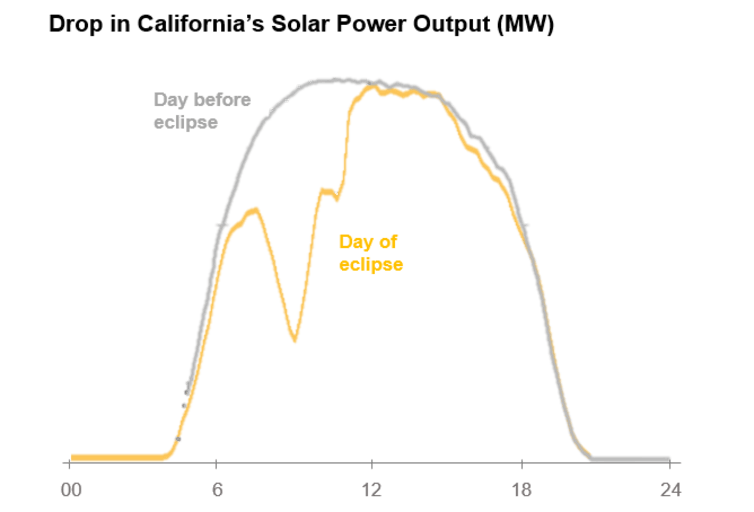 Drop in California’s Solar Power Output (MW)
Day before
eclipse
Day of
eclipse
00 6 12 18 24